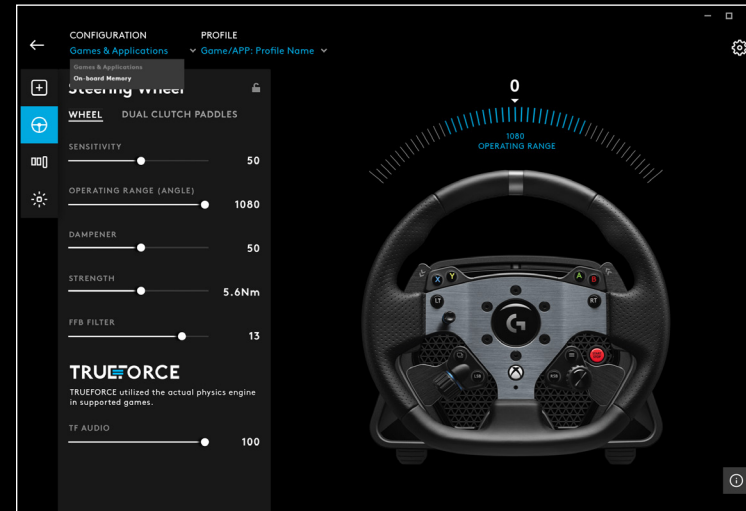 CONFIGURATION
PROFILE
Games & Applications
Game/APP: Profile Name
Games & Applications
On-board Memory
Steering Wheel
WHEEL
DUAL CLUTCH PADDLES
SENSITIVITY
50
OPERATING RANGE (ANGLE)
1080
DAMPENER
50
STRENGTH
5.6Nm
FFB FILTER
13
TRUEFORCE
TRUEFORCE utilized the actual physics engine
in supported games.
TF AUDIO
100
0
1080
OPERATING RANGE
X
Y
A
B
LT
RT
G
LSB
RSB